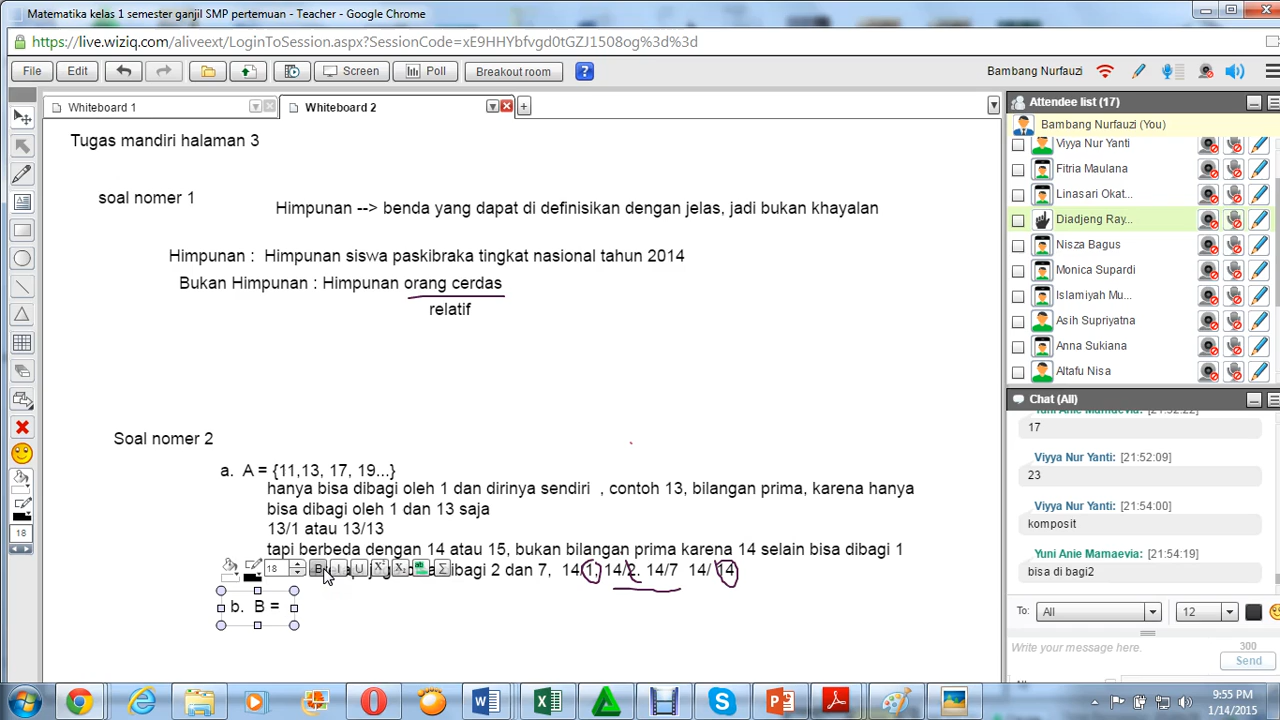 Matematika kelas 1 semester ganjil SMP pertemuan - Teacher - Google Chrome
https://live.wiziq.com/aliveext/LoginToSession.aspx?SessionCode=xE9HHYbfvgd0tGZJ1508og%3d%3d
File Edit Screen Poll Breakout room ? Bambang Nurfauzi
Whiteboard 1 Whiteboard 2
Attendee list (17)
Bambang Nurfauzi (You)
Viyya Nur Yanti
Fitria Maulana
Linasari Okat...
Diadjeng Ray...
Nisza Bagus
Monica Supardi
Islamiyah Mu...
Asih Supriyatna
Anna Sukiana
Altafu Nisa
Tugas mandiri halaman 3
soal nomer 1
Himpunan --> benda yang dapat di definisikan dengan jelas, jadi bukan khayalan
Himpunan : Himpunan siswa paskibraka tingkat nasional tahun 2014
Bukan Himpunan : Himpunan orang cerdas
relatif
Soal nomer 2
a. A = {11,13, 17, 19...}
hanya bisa dibagi oleh 1 dan dirinya sendiri , contoh 13, bilangan prima, karena hanya
bisa dibagi oleh 1 dan 13 saja
13/1 atau 13/13
tapi berbeda dengan 14 atau 15, bukan bilangan prima karena 14 selain bisa dibagi 1
dibagi 2 dan 7, 14/1, 14/2. 14/7 14/ 14
18 B I U X X Σ
b. B =
18
Chat (All)
Yuni Anie Mamaevia: [21:52:22]
17
Viyya Nur Yanti: [21:52:09]
23
Viyya Nur Yanti: [21:54:00]
komposit
Yuni Anie Mamaevia: [21:54:19]
bisa di bagi2
To: All 12
Write your message here... 300
Send
9:55 PM
1/14/2015